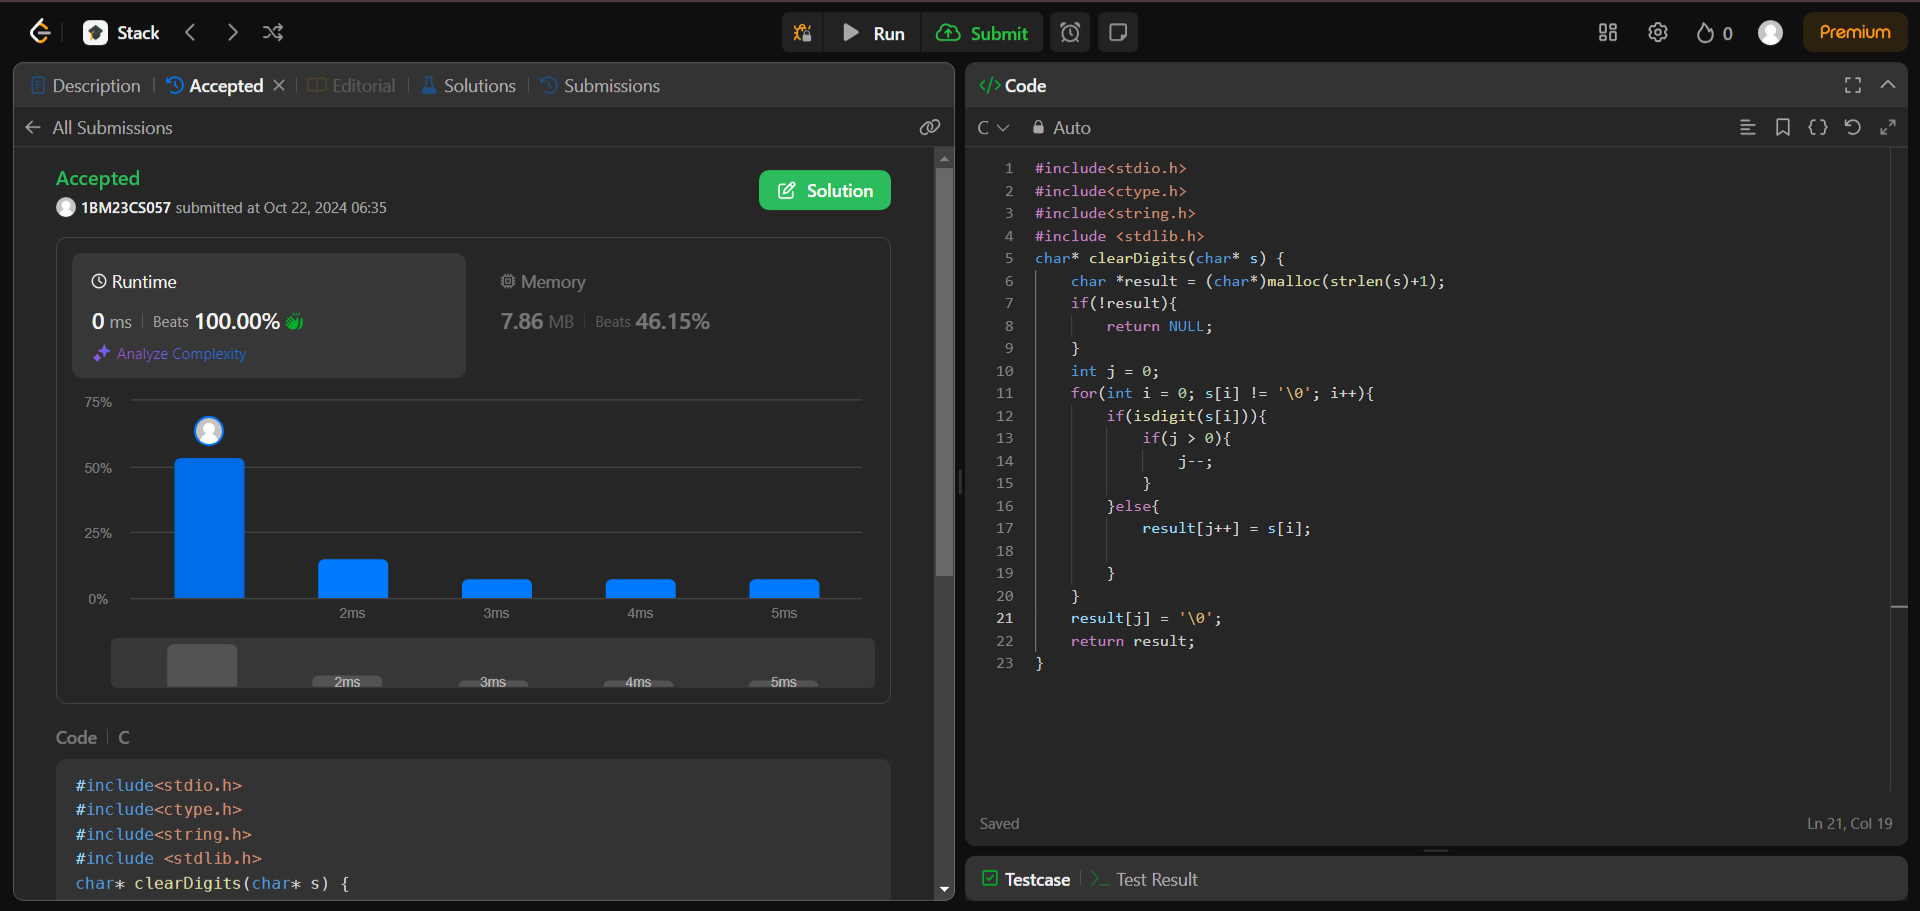 Stack
Run
Submit
0
Premium
Description
Accepted
Editorial
Solutions
Submissions
All Submissions
Accepted
1BM23CS057 submitted at Oct 22, 2024 06:35
Solution
Runtime
0 ms Beats 100.00%
Analyze Complexity
Memory
7.86 MB Beats 46.15%
75%
50%
25%
0%
2ms 3ms 4ms 5ms
2ms 3ms 4ms 5ms
Code C
#include<stdio.h>
#include<ctype.h>
#include<string.h>
#include <stdlib.h>
char* clearDigits(char* s) {
</> Code
C Auto
1 #include<stdio.h>
2 #include<ctype.h>
3 #include<string.h>
4 #include <stdlib.h>
5 char* clearDigits(char* s) {
6 char *result = (char*)malloc(strlen(s)+1);
7 if(!result){
8 return NULL;
9 }
10 int j = 0;
11 for(int i = 0; s[i] != '\0'; i++){
12 if(isdigit(s[i])){
13 if(j > 0){
14 j--;
15 }
16 }else{
17 result[j++] = s[i];
18
19 }
20 }
21 result[j] = '\0';
22 return result;
23 }
Saved
Ln 21, Col 19
Testcase
Test Result